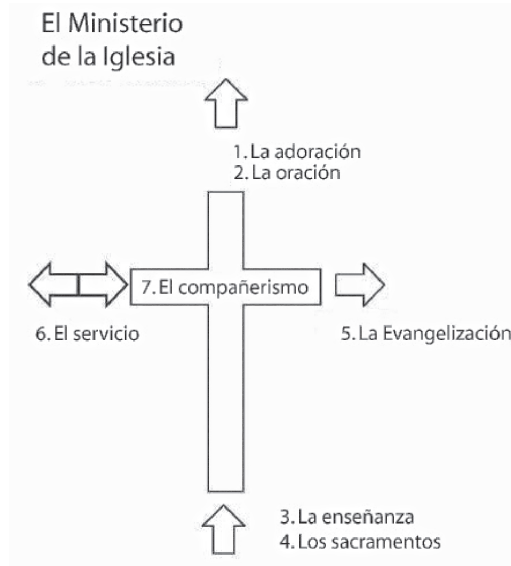 El Ministerio
de la Iglesia
1. La adoración
2. La oración
7. El compañerismo
6. El servicio
5. La Evangelización
3. La enseñanza
4. Los sacramentos